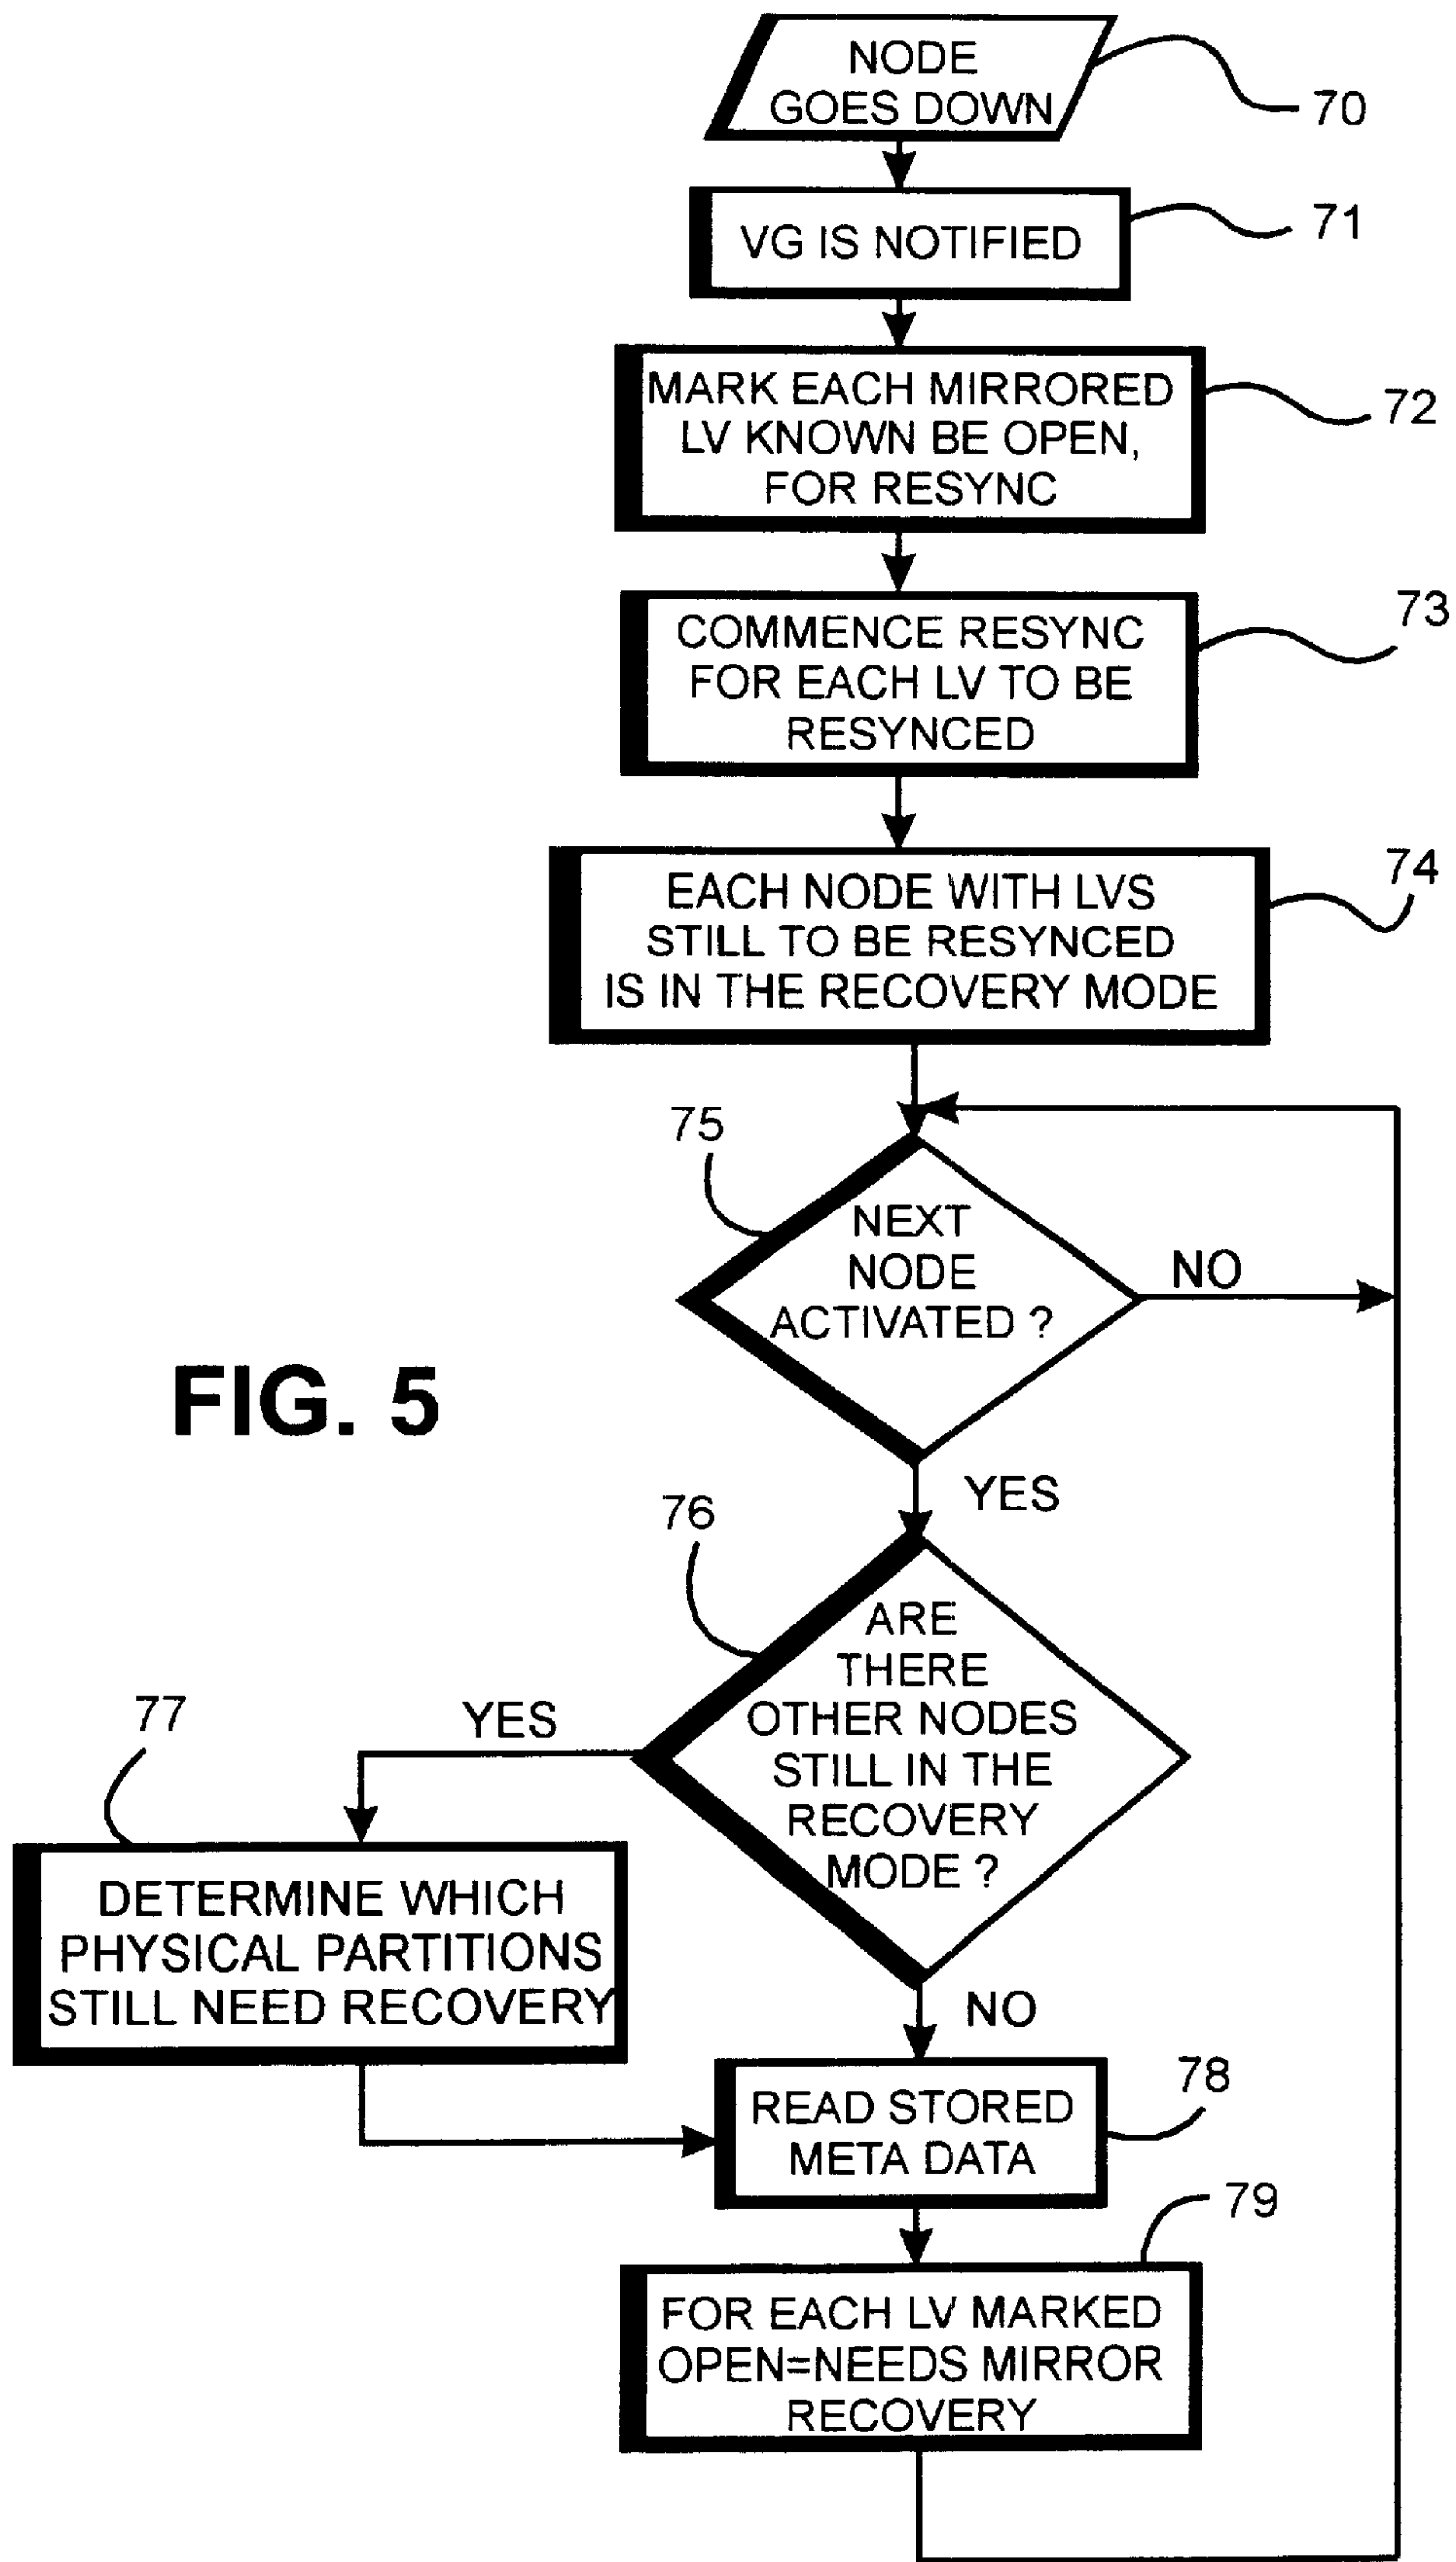 NODE
GOES DOWN
70
VG IS NOTIFIED
71
MARK EACH MIRRORED
LV KNOWN BE OPEN,
FOR RESYNC
72
COMMENCE RESYNC
FOR EACH LV TO BE
RESYNCED
73
EACH NODE WITH LVS
STILL TO BE RESYNCED
IS IN THE RECOVERY MODE
74
75
NEXT
NODE
ACTIVATED ?
NO
FIG. 5
YES
76
ARE
THERE
OTHER NODES
STILL IN THE
RECOVERY
MODE ?
YES
77
DETERMINE WHICH
PHYSICAL PARTITIONS
STILL NEED RECOVERY
NO
READ STORED
META DATA
78
79
FOR EACH LV MARKED
OPEN=NEEDS MIRROR
RECOVERY